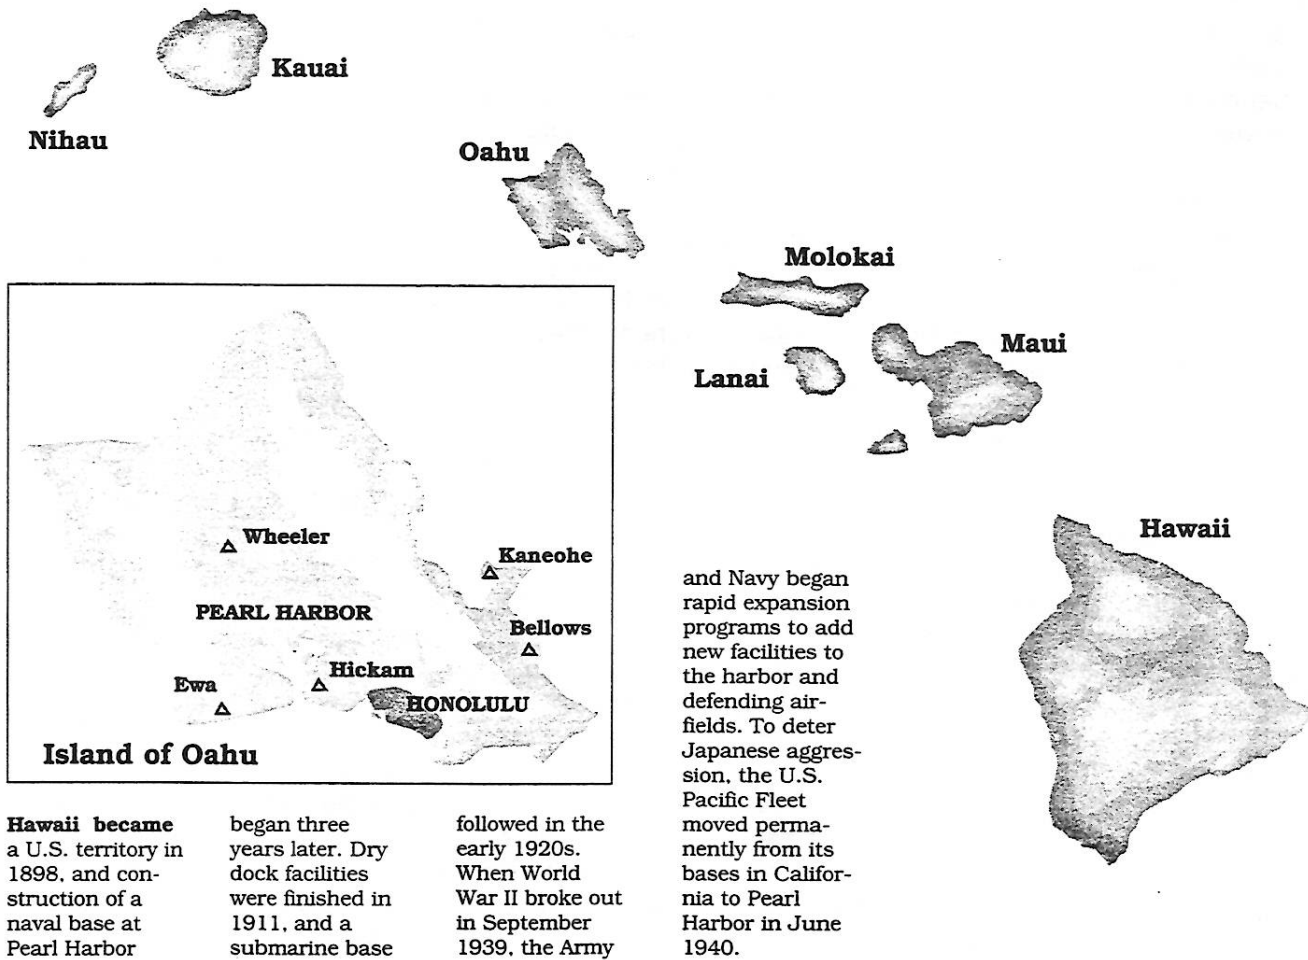 Kauai
Nihau
Oahu
Molokai
Maui
Lanai
Hawaii
Wheeler
Kaneohe
PEARL HARBOR
Bellows
Hickam
Ewa
HONOLULU
Island of Oahu
Hawaii became
a U.S. territory in
1898, and con-
struction of a
naval base at
Pearl Harbor
began three
years later. Dry
dock facilities
were finished in
1911, and a
submarine base
followed in the
early 1920s.
When World
War II broke out
in September
1939, the Army
and Navy began
rapid expansion
programs to add
new facilities to
the harbor and
defending air-
fields. To deter
Japanese aggres-
sion, the U.S.
Pacific Fleet
moved perma-
nently from its
bases in Califor-
nia to Pearl
Harbor in June
1940.